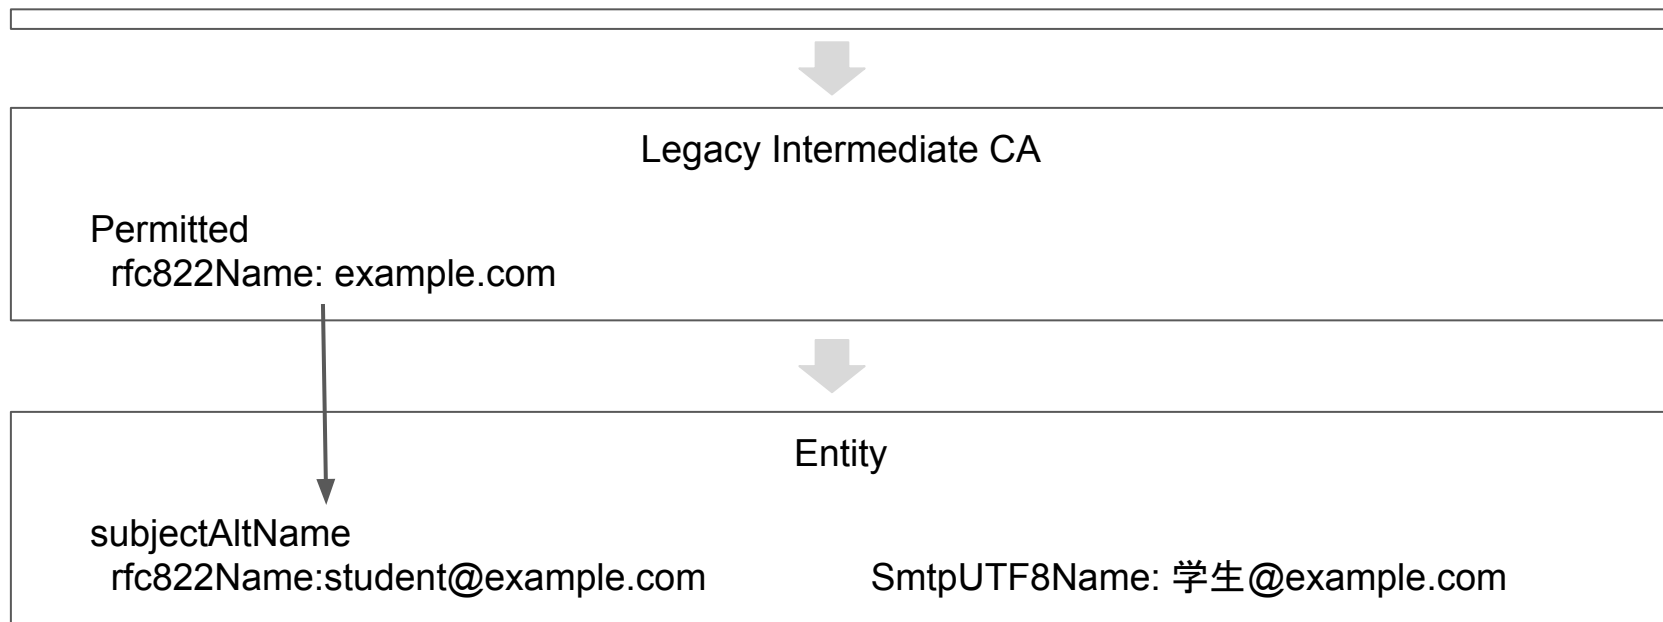 Legacy Intermediate CA
Permitted
rfc822Name: example.com
Entity
subjectAltName
rfc822Name:student@example.com SmtpUTF8Name: 学生@example.com